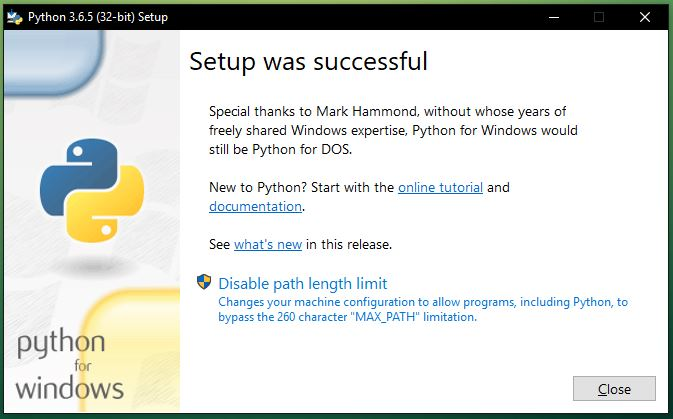 Python 3.6.5 (32-bit) Setup
Setup was successful
Special thanks to Mark Hammond, without whose years of
freely shared Windows expertise, Python for Windows would
still be Python for DOS.
New to Python? Start with the online tutorial and
documentation.
See what's new in this release.
Disable path length limit
Changes your machine configuration to allow programs, including Python, to
bypass the 260 character "MAX_PATH" limitation.
python
for
windows
Close